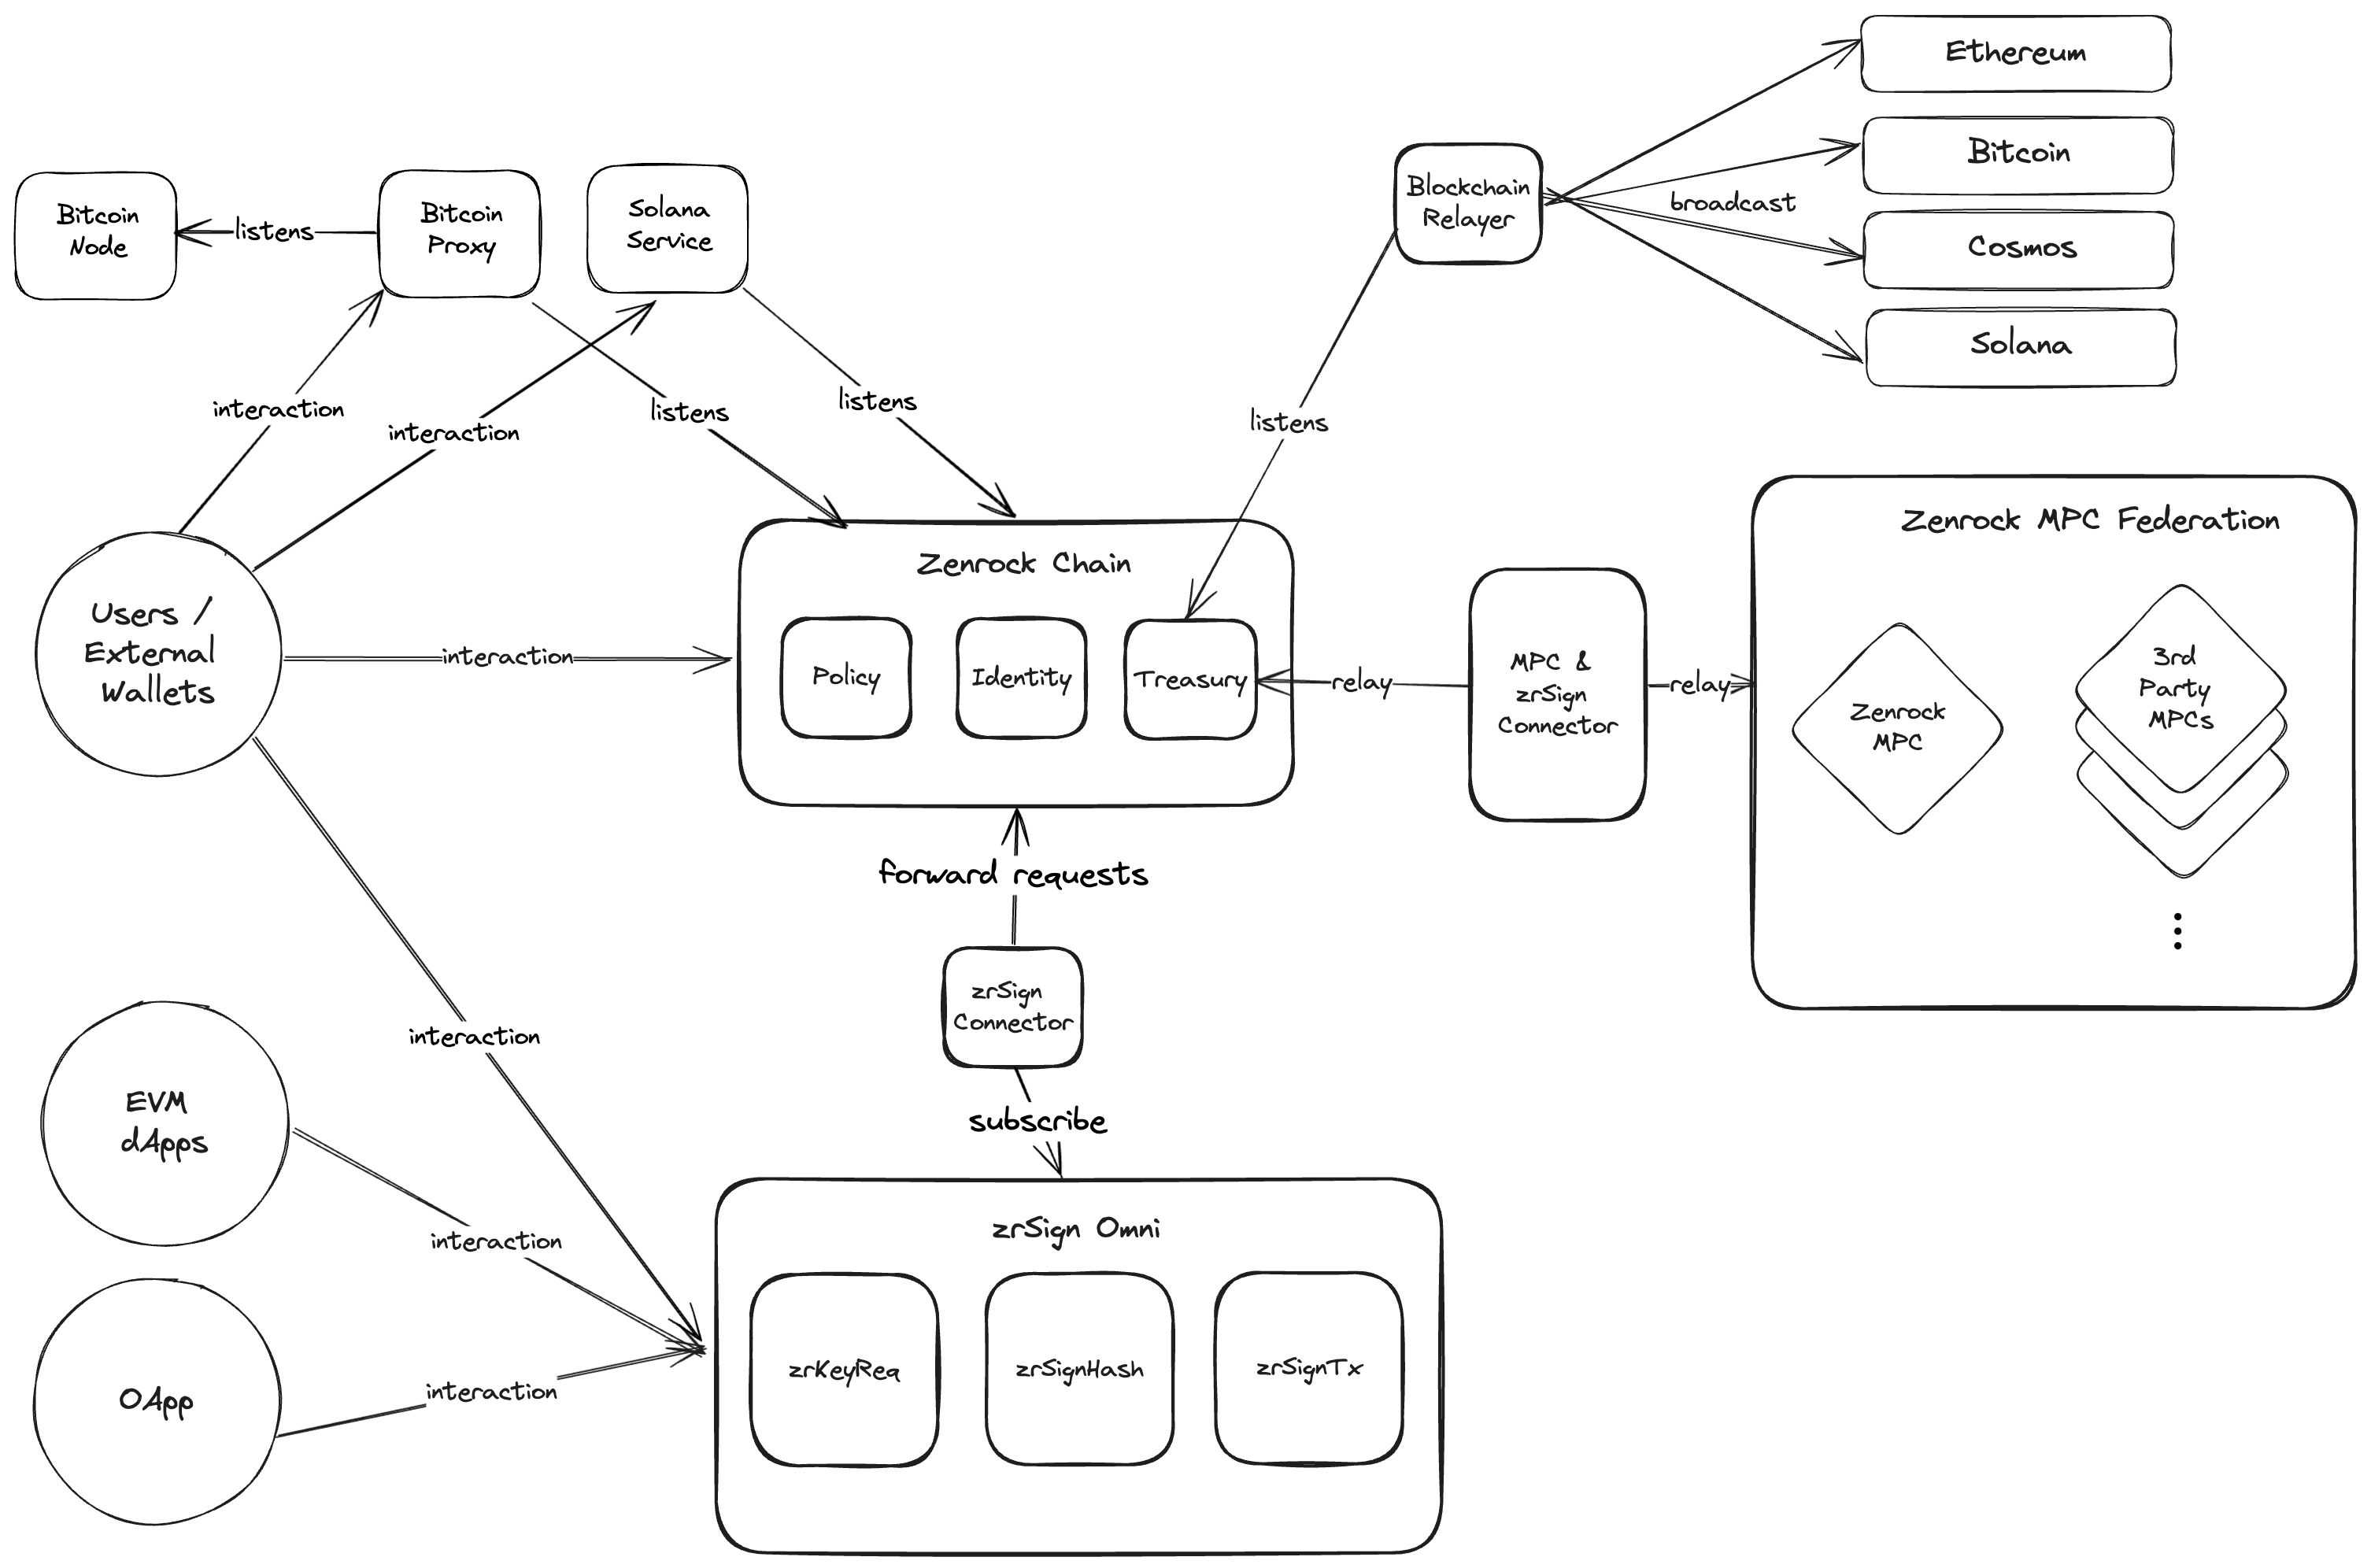 Ethereum
Bitcoin
broadcast
Cosmos
Solana
Blockchain
Relayer
Bitcoin
Node
listens
Bitcoin
Proxy
Solana
Service
interaction
interaction
listens
listens
listens
Zenrock MPC Federation
Zenrock
MPC
3rd
Party
MPCs
Users /
External
Wallets
interaction
Zenrock Chain
Policy
Identity
Treasury
relay
MPC &
zrSign
Connector
relay
forward requests
zrSign
Connector
subscribe
interaction
EVM
dApps
interaction
OApp
interaction
zrSign Omni
zrKeyReq
zrSignHash
zrSignTx